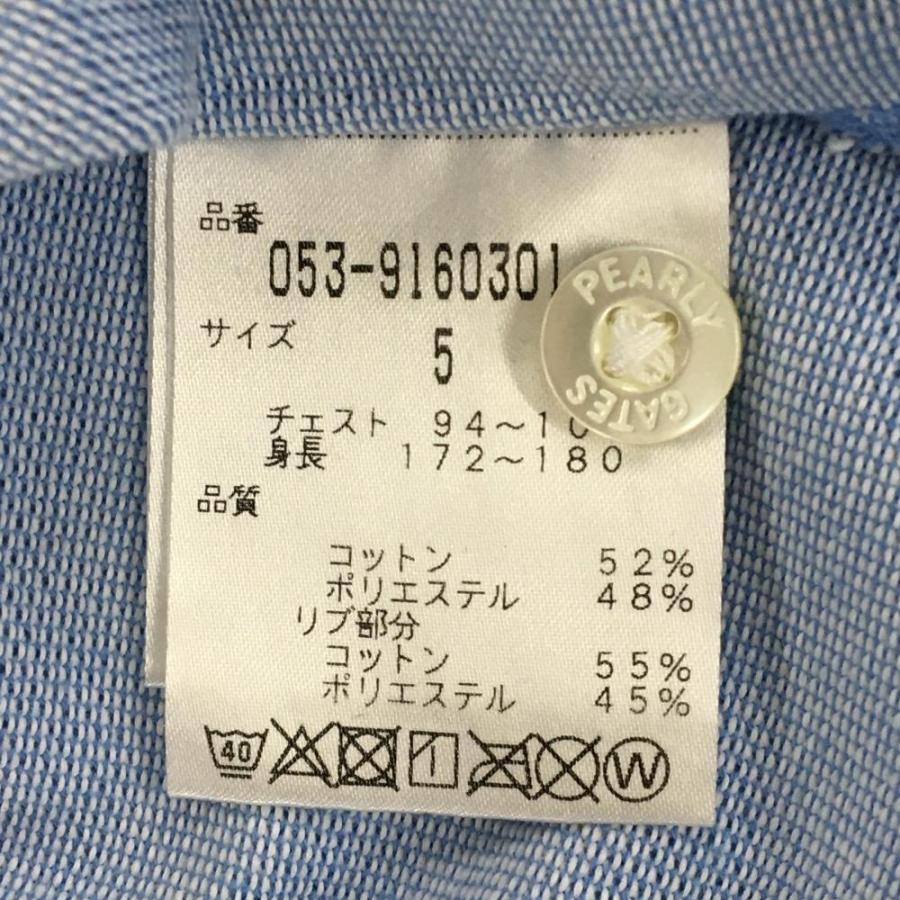 品番
053-9160301
サイズ
5
チェスト 94～10
身長 172～180
品質
コットン 52%
ポリエステル 48%
リブ部分
コットン 55%
ポリエステル 45%
40
W
PEARLY
GATES